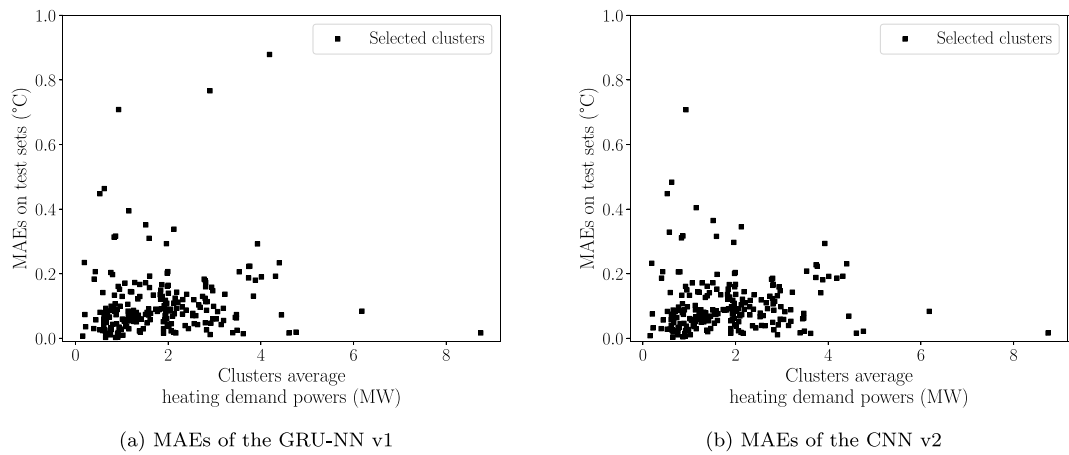 1.0
0.8
0.6
0.4
0.2
0.0
MAEs on test sets (°C)
Selected clusters
0 2 4 6 8
Clusters average
heating demand powers (MW)
(a) MAEs of the GRU-NN v1
1.0
0.8
0.6
0.4
0.2
0.0
MAEs on test sets (°C)
Selected clusters
0 2 4 6 8
Clusters average
heating demand powers (MW)
(b) MAEs of the CNN v2